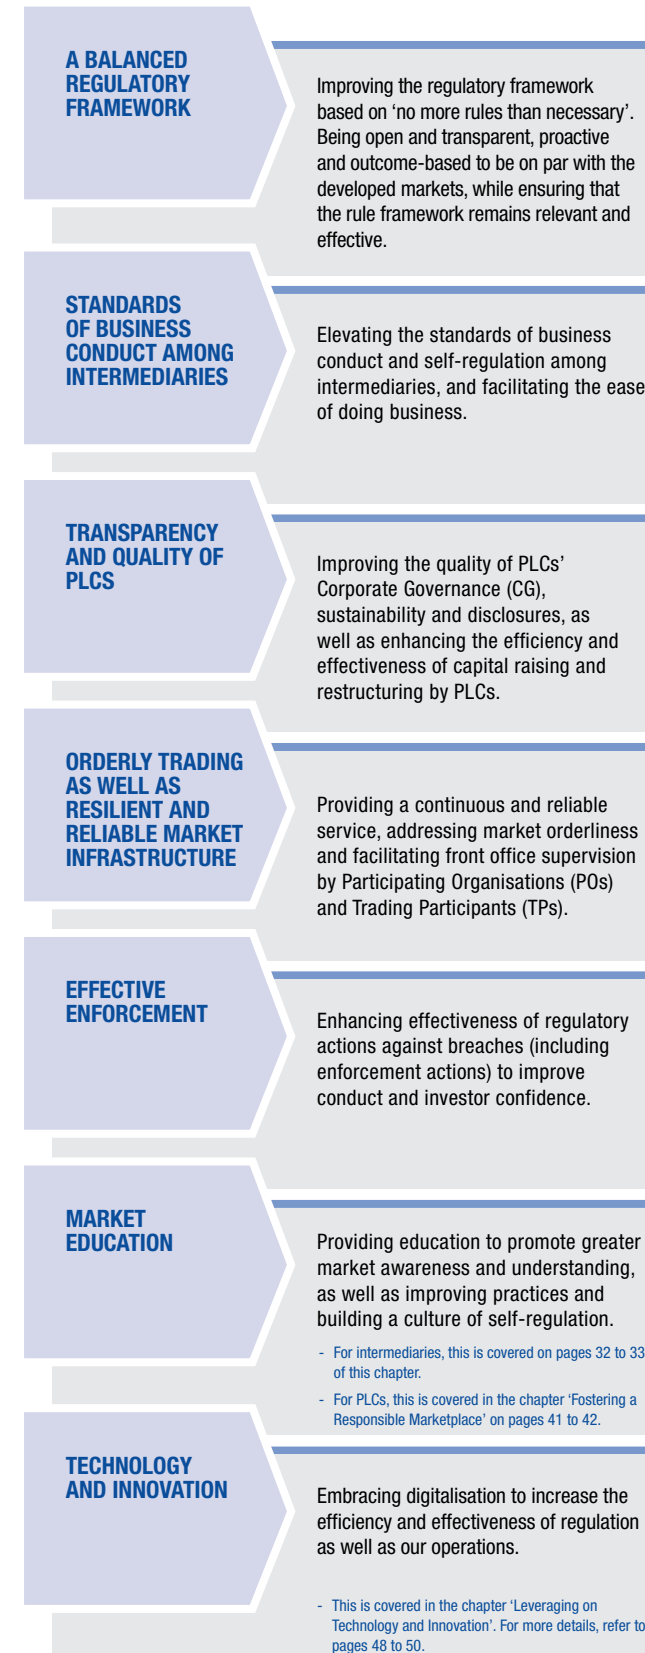 A BALANCED
REGULATORY
FRAMEWORK
Improving the regulatory framework
based on ‘no more rules than necessary’.
Being open and transparent, proactive
and outcome-based to be on par with the
developed markets, while ensuring that
the rule framework remains relevant and
effective.
STANDARDS
OF BUSINESS
CONDUCT AMONG
INTERMEDIARIES
Elevating the standards of business
conduct and self-regulation among
intermediaries, and facilitating the ease
of doing business.
TRANSPARENCY
AND QUALITY OF
PLCS
Improving the quality of PLCs’
Corporate Governance (CG),
sustainability and disclosures, as
well as enhancing the efficiency and
effectiveness of capital raising and
restructuring by PLCs.
ORDERLY TRADING
AS WELL AS
RESILIENT AND
RELIABLE MARKET
INFRASTRUCTURE
Providing a continuous and reliable
service, addressing market orderliness
and facilitating front office supervision
by Participating Organisations (POs)
and Trading Participants (TPs).
EFFECTIVE
ENFORCEMENT
Enhancing effectiveness of regulatory
actions against breaches (including
enforcement actions) to improve
conduct and investor confidence.
MARKET
EDUCATION
Providing education to promote greater
market awareness and understanding,
as well as improving practices and
building a culture of self-regulation.
- For intermediaries, this is covered on pages 32 to 33
of this chapter.
- For PLCs, this is covered in the chapter ‘Fostering a
Responsible Marketplace’ on pages 41 to 42.
TECHNOLOGY
AND INNOVATION
Embracing digitalisation to increase the
efficiency and effectiveness of regulation
as well as our operations.
- This is covered in the chapter ‘Leveraging on
Technology and Innovation’. For more details, refer to
pages 48 to 50.